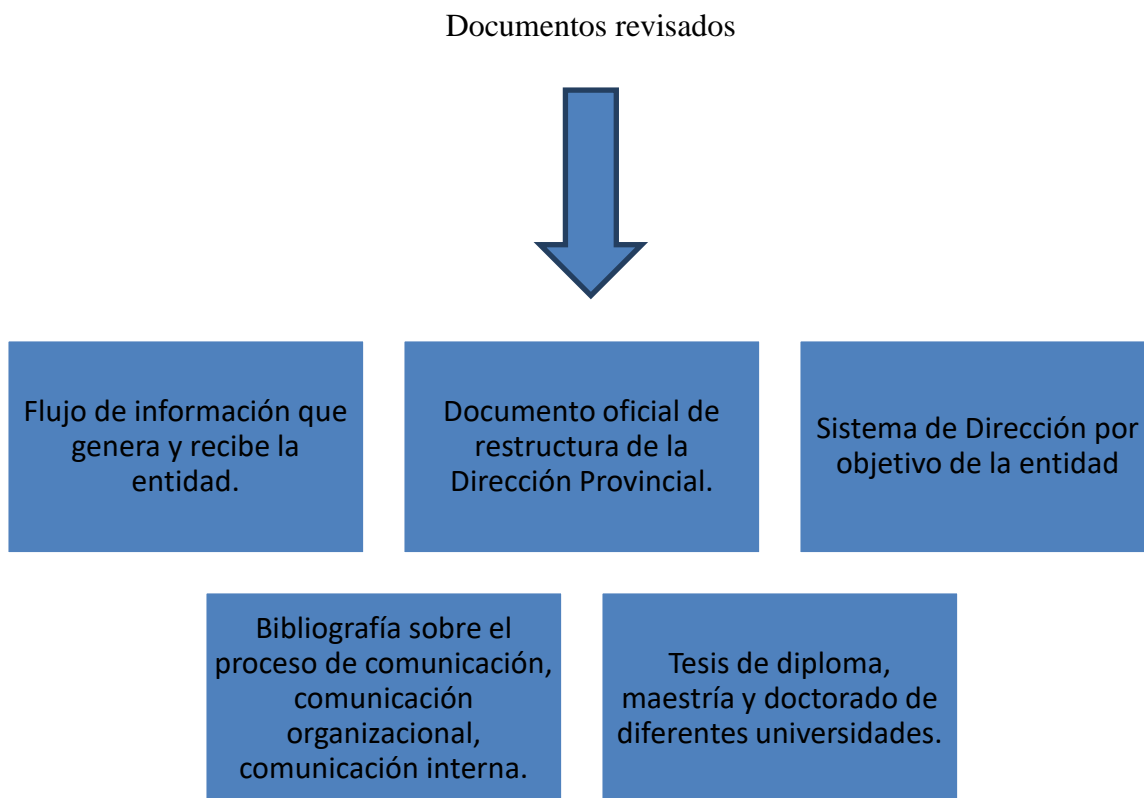 Documentos revisados
Flujo de información que
genera y recibe la
entidad.
Documento oficial de
restructura de la
Dirección Provincial.
Sistema de Dirección por
objetivo de la entidad
Bibliografía sobre el
proceso de comunicación,
comunicación
organizacional,
comunicación interna.
Tesis de diploma,
maestría y doctorado de
diferentes universidades.